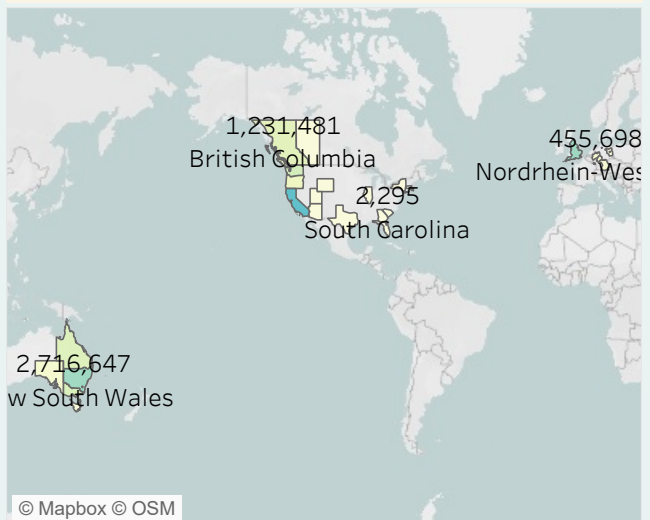 1,231,481
British Columbia
455,698
Nordrhein-Wes
2,295
South Carolina
2,716,647
w South Wales
© Mapbox © OSM